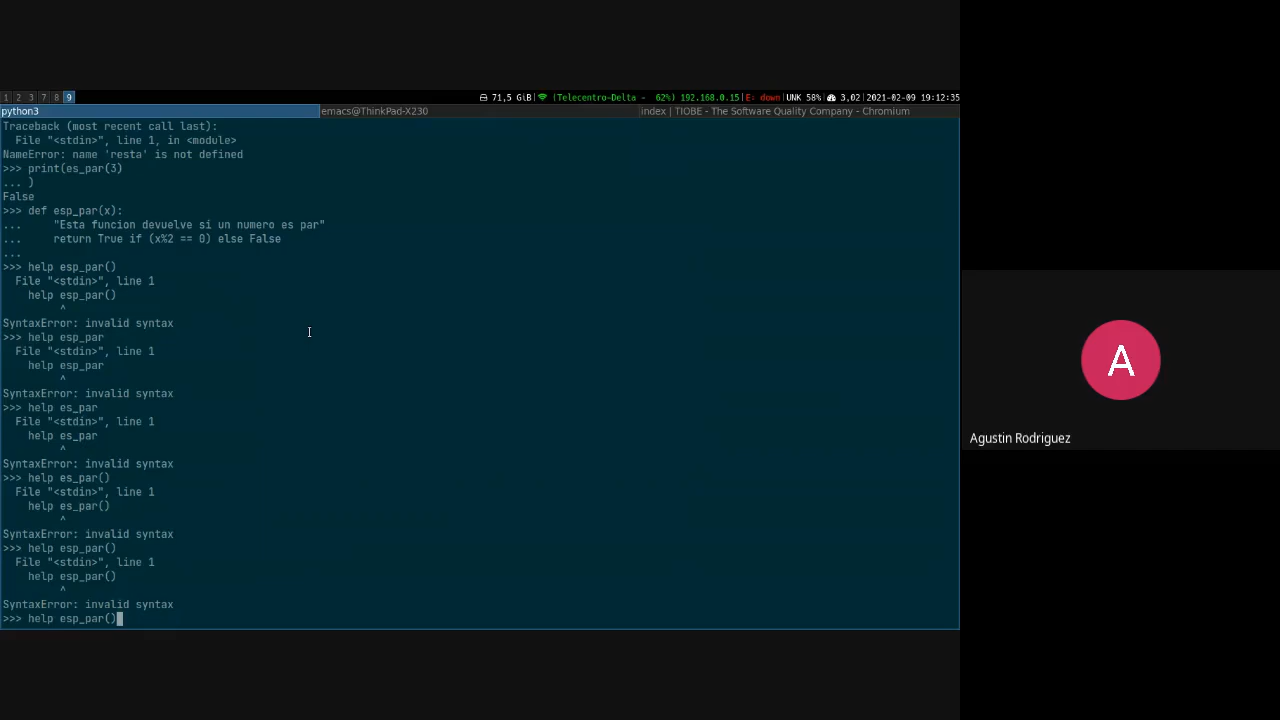 1 2 3 7 8 9
71,5 GiB| (Telecentro-Delta - 62%) 192.168.0.15|E: down|UNK 58%| 3,02|2021-02-09 19:12:35
python3
emacs@ThinkPad-X230
index | TIOBE - The Software Quality Company - Chromium
Traceback (most recent call last):
  File "<stdin>", line 1, in <module>
NameError: name 'resta' is not defined
>>> print(es_par(3)
... )
False
>>> def esp_par(x):
...     "Esta funcion devuelve si un numero es par"
...     return True if (x%2 == 0) else False
...
>>> help esp_par()
  File "<stdin>", line 1
    help esp_par()
         ^
SyntaxError: invalid syntax
>>> help esp_par
  File "<stdin>", line 1
    help esp_par
         ^
SyntaxError: invalid syntax
>>> help es_par
  File "<stdin>", line 1
    help es_par
         ^
SyntaxError: invalid syntax
>>> help es_par()
  File "<stdin>", line 1
    help es_par()
         ^
SyntaxError: invalid syntax
>>> help esp_par()
  File "<stdin>", line 1
    help esp_par()
         ^
SyntaxError: invalid syntax
>>> help esp_par()
A
Agustin Rodriguez